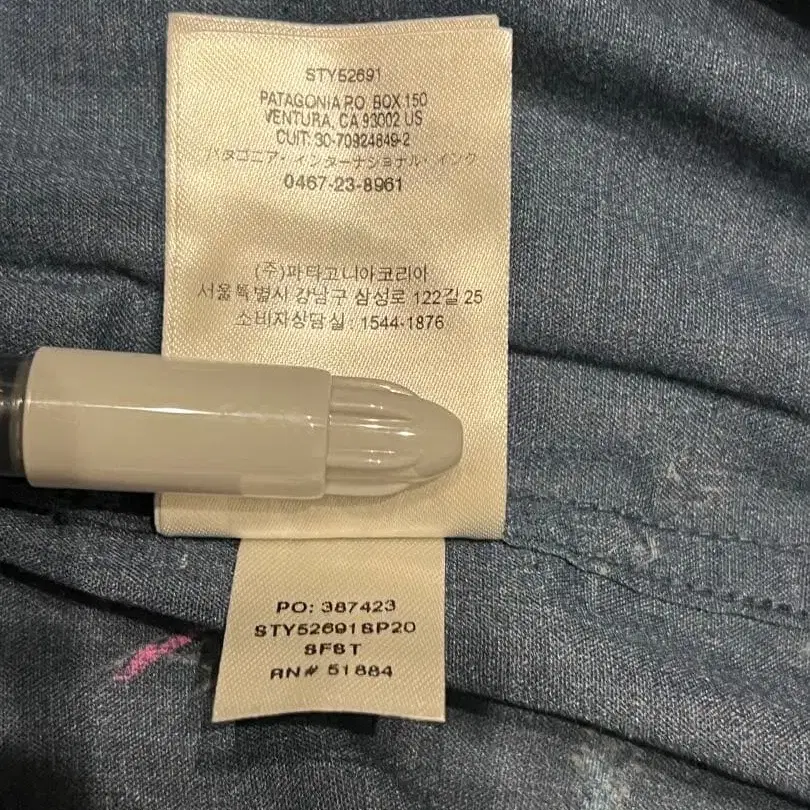 STY52691
PATAGONIA P.O. BOX 150
VENTURA, CA 93002 US
CUIT: 30-70924849-2
パタゴニア・インターナショナル・インク
0467-23-8961
(주)파타고니아코리아
서울특별시 강남구 삼성로 122길 25
소비자상담실 : 1544-1876
PO: 387423
STY52691SP20
SFST
RN# 51884